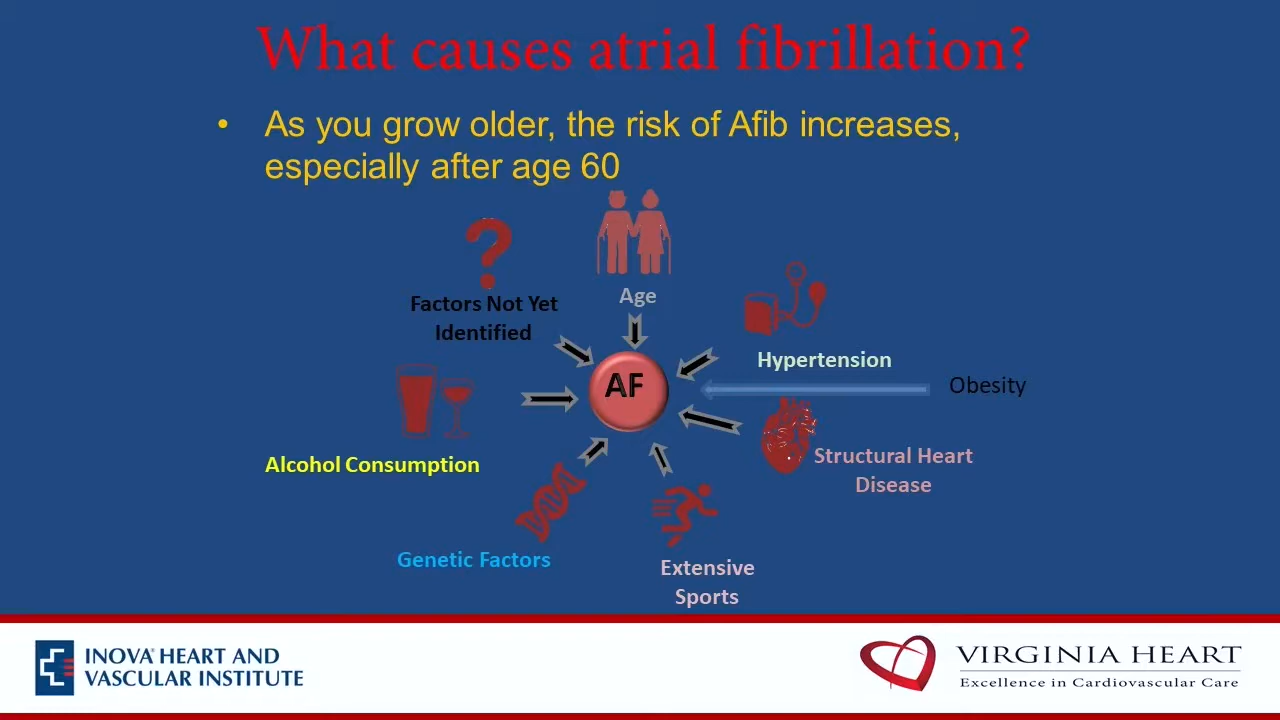 What causes atrial fibrillation?
• As you grow older, the risk of Afib increases,
especially after age 60
?
Factors Not Yet
Identified
Age
Hypertension
Obesity
AF
Alcohol Consumption
Structural Heart
Disease
Genetic Factors
Extensive
Sports
INOVA® HEART AND
VASCULAR INSTITUTE
VIRGINIA HEART
Excellence in Cardiovascular Care